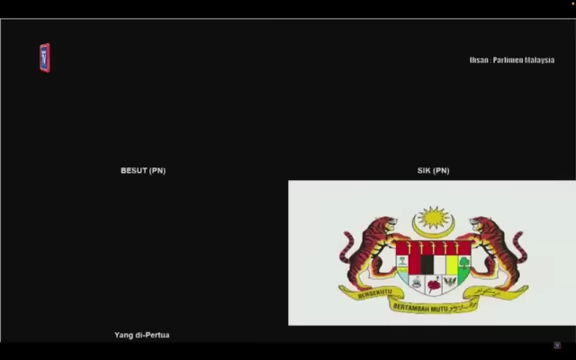 Ihsan : Parlimen Malaysia
BESUT (PN)
SIK (PN)
BERSEKUTU
BERTAMBAH MUTU
Yang di-Pertua